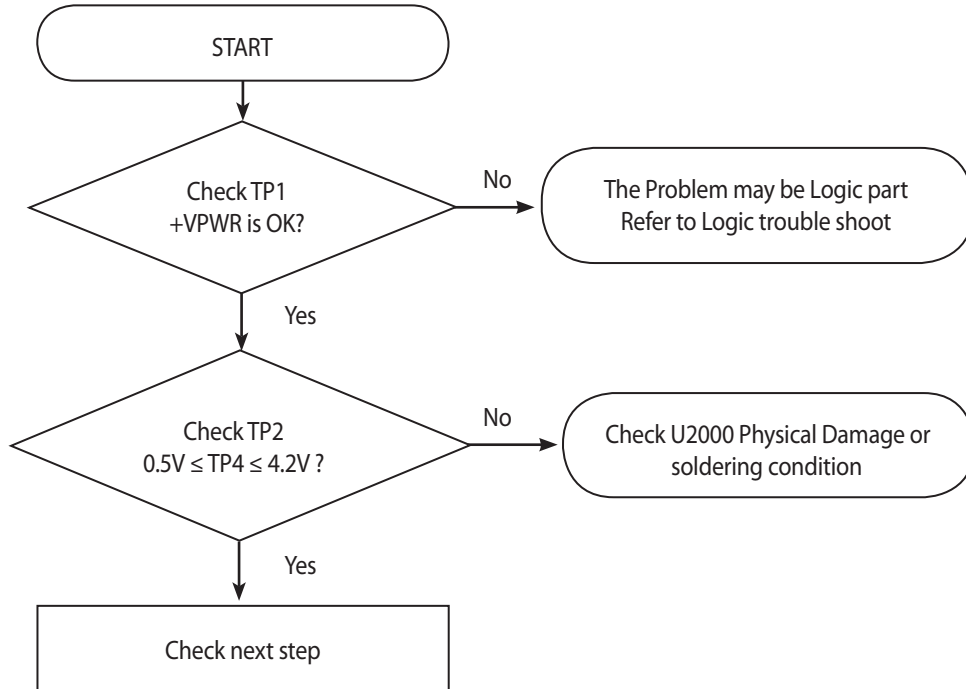 START
Check TP1
+VPWR is OK?
No
The Problem may be Logic part
Refer to Logic trouble shoot
Yes
Check TP2
0.5V ≤ TP4 ≤ 4.2V ?
No
Check U2000 Physical Damage or
soldering condition
Yes
Check next step